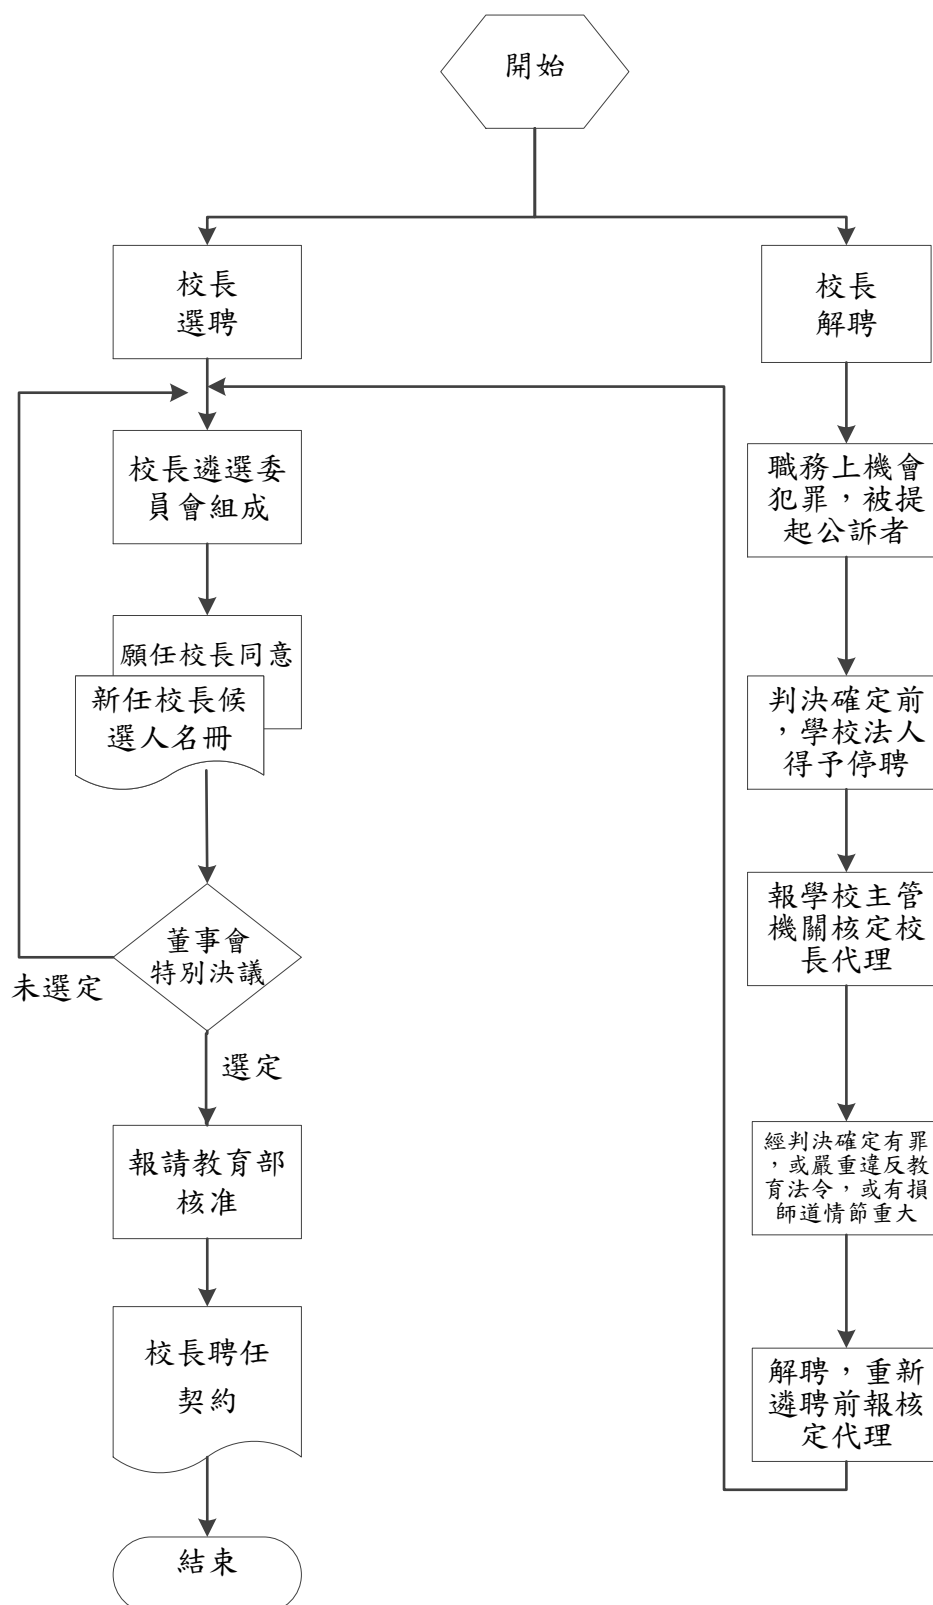 開始
校長
選聘
校長遴選委
員會組成
願任校長同意
新任校長候
選人名冊
董事會
特別決議
未選定
選定
報請教育部
核准
校長聘任
契約
結束
校長
解聘
職務上機會
犯罪，被提
起公訴者
判決確定前
，學校法人
得予停聘
報學校主管
機關核定校
長代理
經判決確定有罪
，或嚴重違反教
育法令，或有損
師道情節重大
解聘，重新
遴聘前報核
定代理